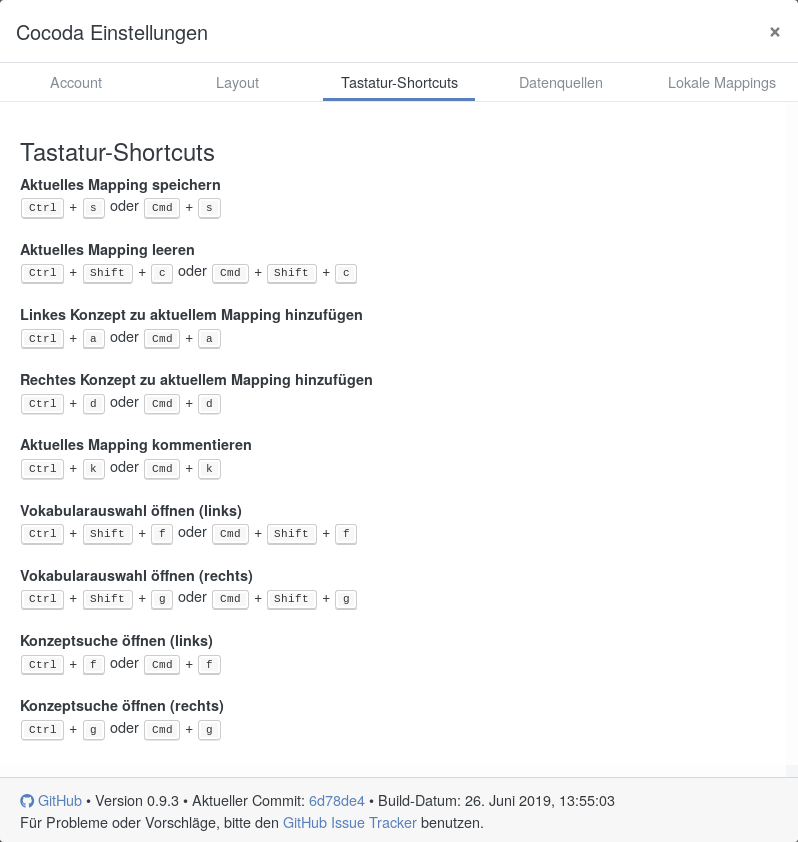 Cocoda Einstellungen ×
Account Layout Tastatur-Shortcuts Datenquellen Lokale Mappings
Tastatur-Shortcuts
Aktuelles Mapping speichern
Ctrl + s oder Cmd + s
Aktuelles Mapping leeren
Ctrl + Shift + c oder Cmd + Shift + c
Linkes Konzept zu aktuellem Mapping hinzufügen
Ctrl + a oder Cmd + a
Rechtes Konzept zu aktuellem Mapping hinzufügen
Ctrl + d oder Cmd + d
Aktuelles Mapping kommentieren
Ctrl + k oder Cmd + k
Vokabularauswahl öffnen (links)
Ctrl + Shift + f oder Cmd + Shift + f
Vokabularauswahl öffnen (rechts)
Ctrl + Shift + g oder Cmd + Shift + g
Konzeptsuche öffnen (links)
Ctrl + f oder Cmd + f
Konzeptsuche öffnen (rechts)
Ctrl + g oder Cmd + g
GitHub • Version 0.9.3 • Aktueller Commit: 6d78de4 • Build-Datum: 26. Juni 2019, 13:55:03
Für Probleme oder Vorschläge, bitte den GitHub Issue Tracker benutzen.